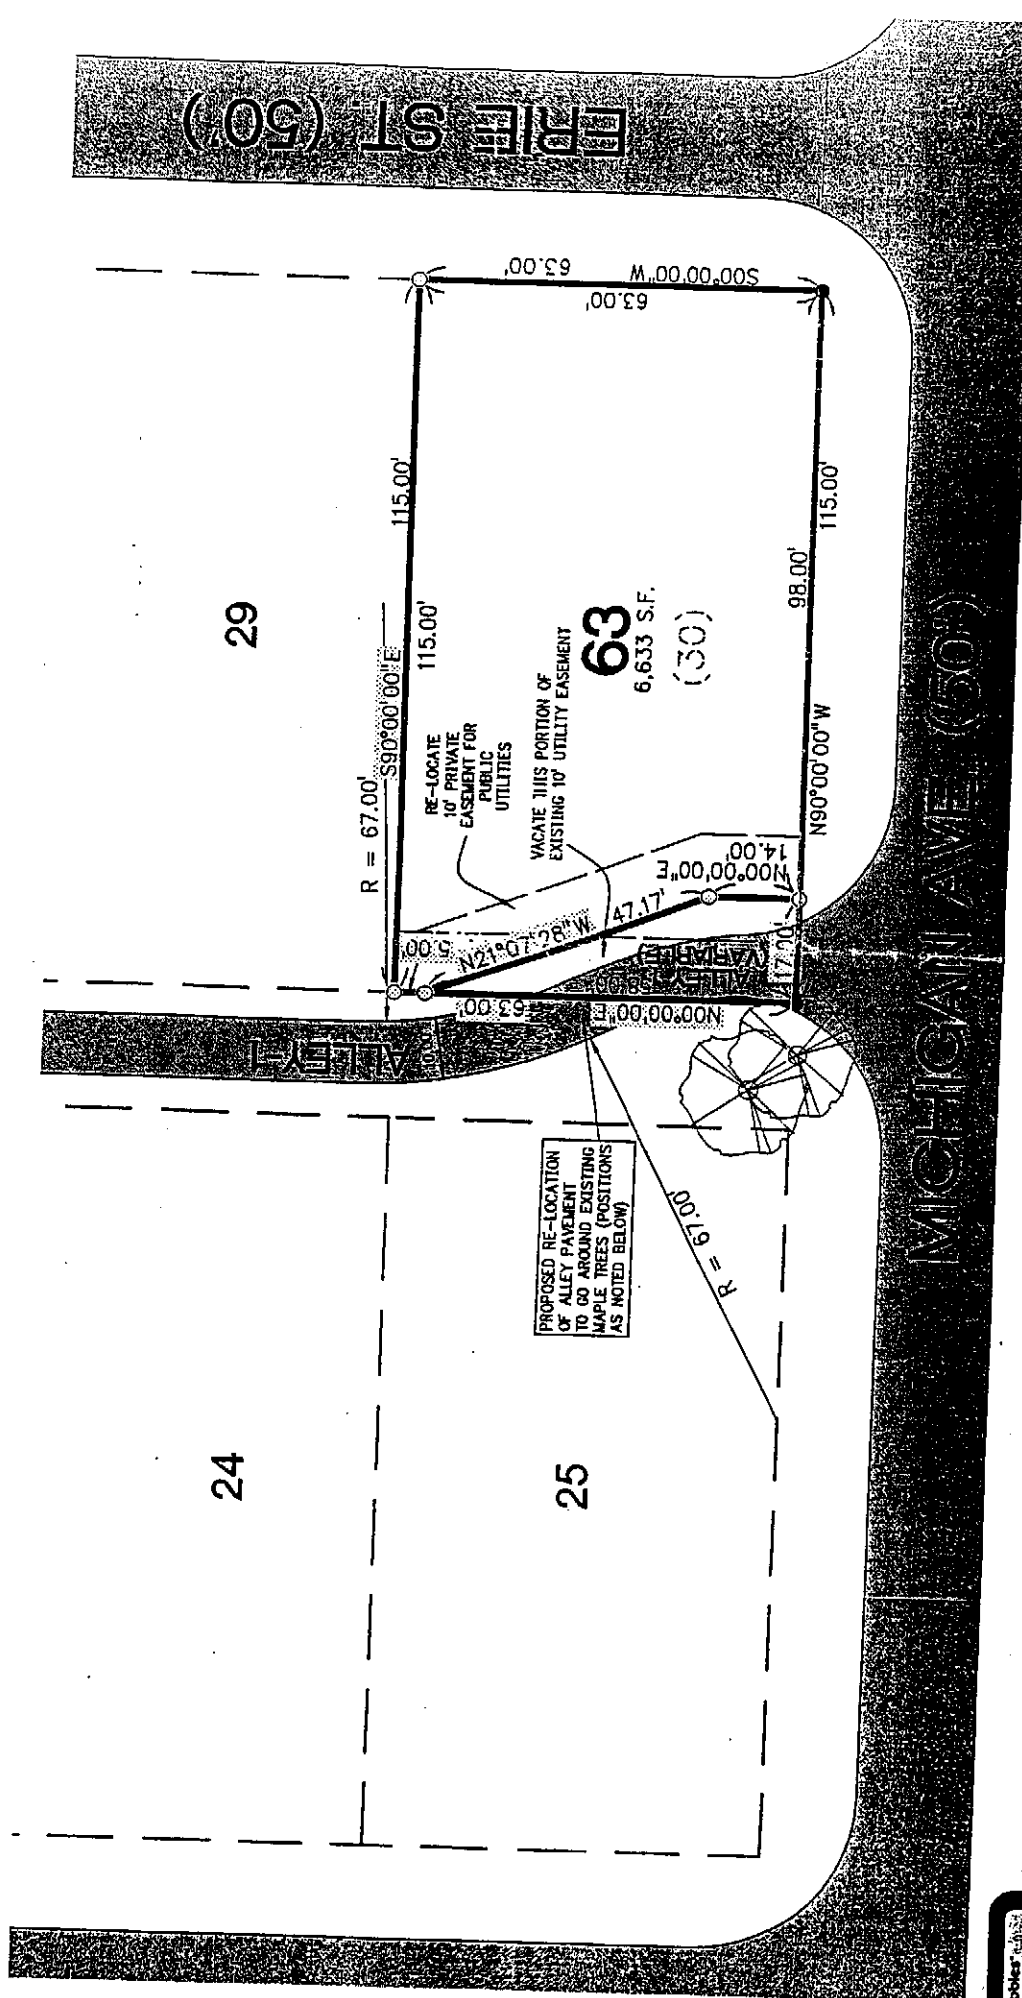 ERIE ST. (50')
S00°00'00"W
63.00'
63.00'
29
115.00'
115.00'
S90°00'00"E
R = 67.00'
RE-LOCATE
10' PRIVATE
EASEMENT FOR
PUBLIC
UTILITIES
VACATE THIS PORTION OF
EXISTING 10' UTILITY EASEMENT
63
6,633 S.F.
(30)
115.00'
98.00'
N90°00'00"W
N00°00'00"E
14.00'
47.17'
N21°07'28"W
5.00'
ALLEY-1
(VARIABLE)
58.00'
17.00'
N00°00'00"E
63.00'
ALLEY-1
MICHIGAN AVE (50')
PROPOSED RE-LOCATION
OF ALLEY PAVEMENT
TO GO AROUND EXISTING
MAPLE TREES (POSITIONS
AS NOTED BELOW)
R = 67.00'
24
25